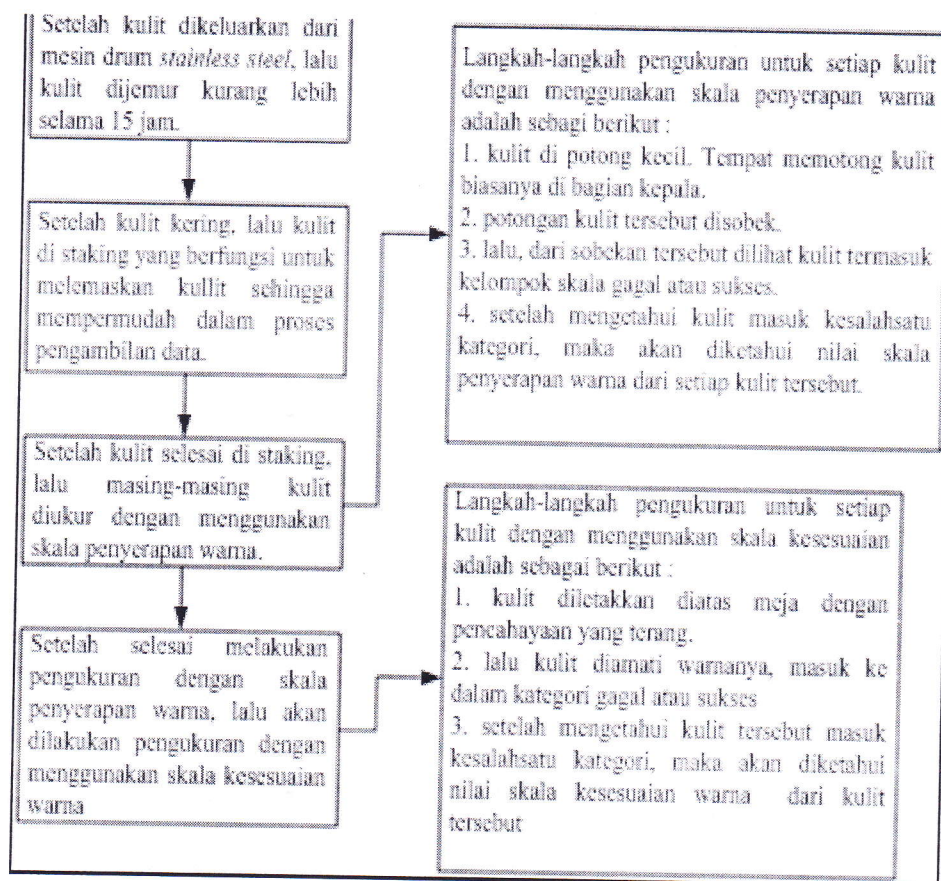 Setelah kulit dikeluarkan dari
mesin drum stainless steel, lalu
kulit dijemur kurang lebih
selama 15 jam.
Setelah kulit kering, lalu kulit
di staking yang berfungsi untuk
melemaskan kullit sehingga
mempermudah dalam proses
pengambilan data.
Setelah kulit selesai di staking,
lalu masing-masing kulit
diukur dengan menggunakan
skala penyerapan warna.
Setelah selesai melakukan
pengukuran dengan skala
penyerapan warna, lalu akan
dilakukan pengukuran dengan
menggunakan skala kesesuaian
warna
Langkah-langkah pengukuran untuk setiap kulit
dengan menggunakan skala penyerapan warna
adalah sebagi berikut :
1. kulit di potong kecil. Tempat memotong kulit
biasanya di bagian kepala.
2. potongan kulit tersebut disobek.
3. lalu, dari sobekan tersebut dilihat kulit termasuk
kelompok skala gagal atau sukses.
4. setelah mengetahui kulit masuk kesalahsatu
kategori, maka akan diketahui nilai skala
penyerapan warna dari setiap kulit tersebut.
Langkah-langkah pengukuran untuk setiap
kulit dengan menggunakan skala kesesuaian
adalah sebagai berikut :
1. kulit diletakkan diatas meja dengan
pencahayaan yang terang.
2. lalu kulit diamati warnanya, masuk ke
dalam kategori gagal atau sukses
3. setelah mengetahui kulit tersebut masuk
kesalahsatu kategori, maka akan diketahui
nilai skala kesesuaian warna dari kulit
tersebut